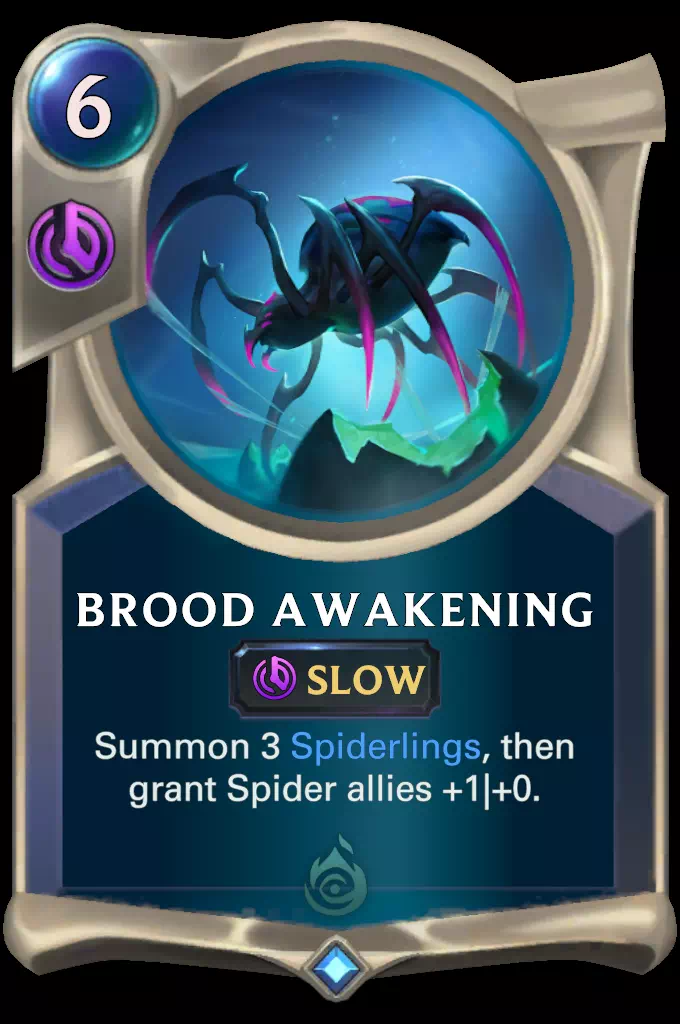 6
BROOD AWAKENING
SLOW
Summon 3 Spiderlings, then
grant Spider allies +1|+0.